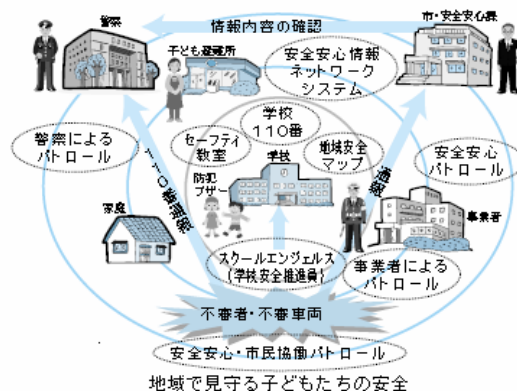 警察
情報内容の確認
市・安全安心課
子ども避難所
安全安心情報
ネットワーク
システム
学校
110番
警察による
パトロール
セーフティ
教室
学校
地域安全
マップ
安全安心
パトロール
防犯
ブザー
110番通報
通報
家庭
事業者
スクールエンジェルス
(学校安全推進員)
事業者による
パトロール
不審者・不審車両
安全安心・市民協働パトロール
地域で見守る子どもたちの安全